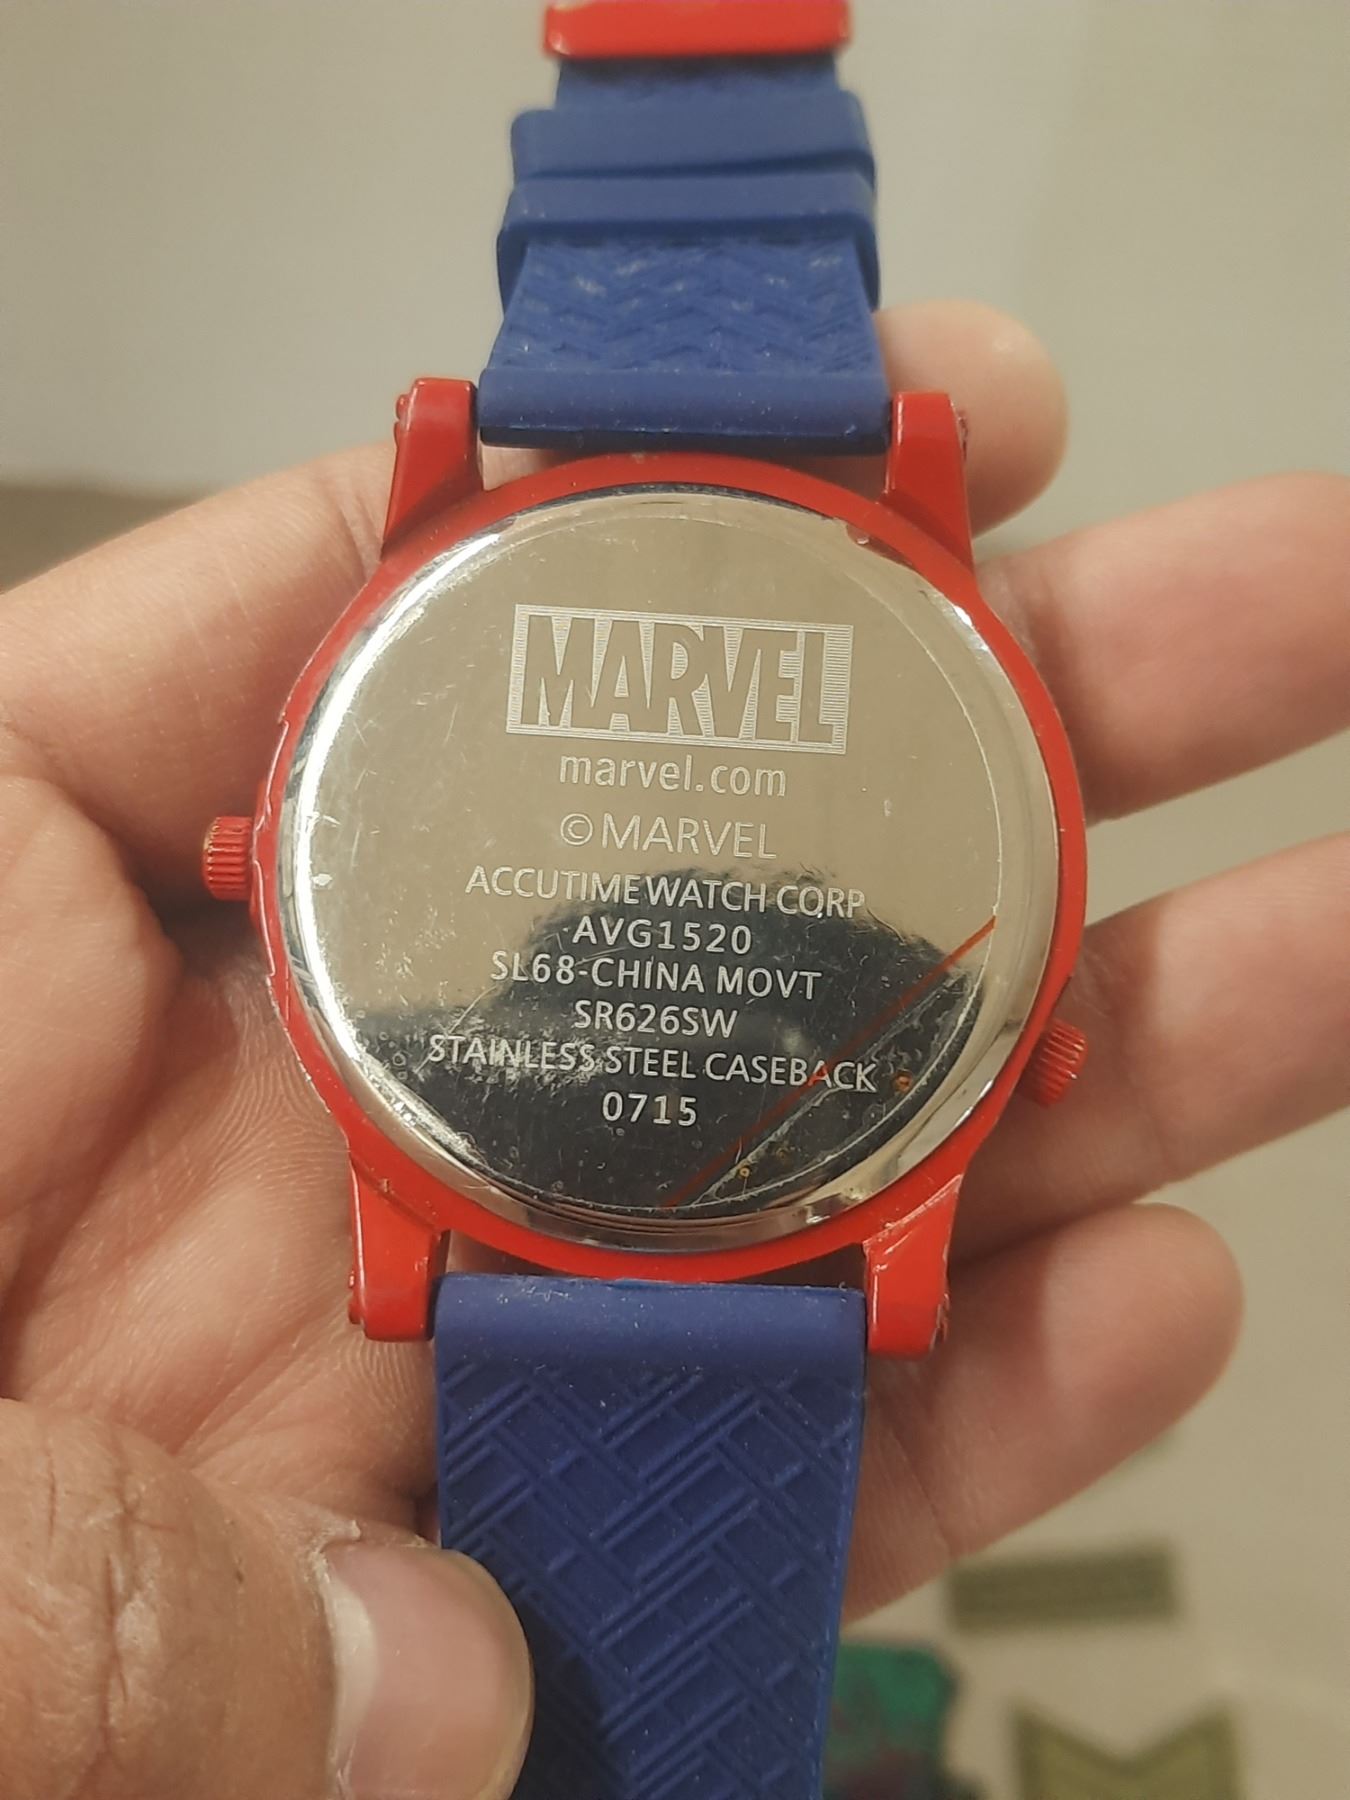 MARVEL
marvel.com
©MARVEL
ACCUTIME WATCH CORP
AVG1520
SL68-CHINA MOVT
SR626SW
STAINLESS STEEL CASEBACK
0715